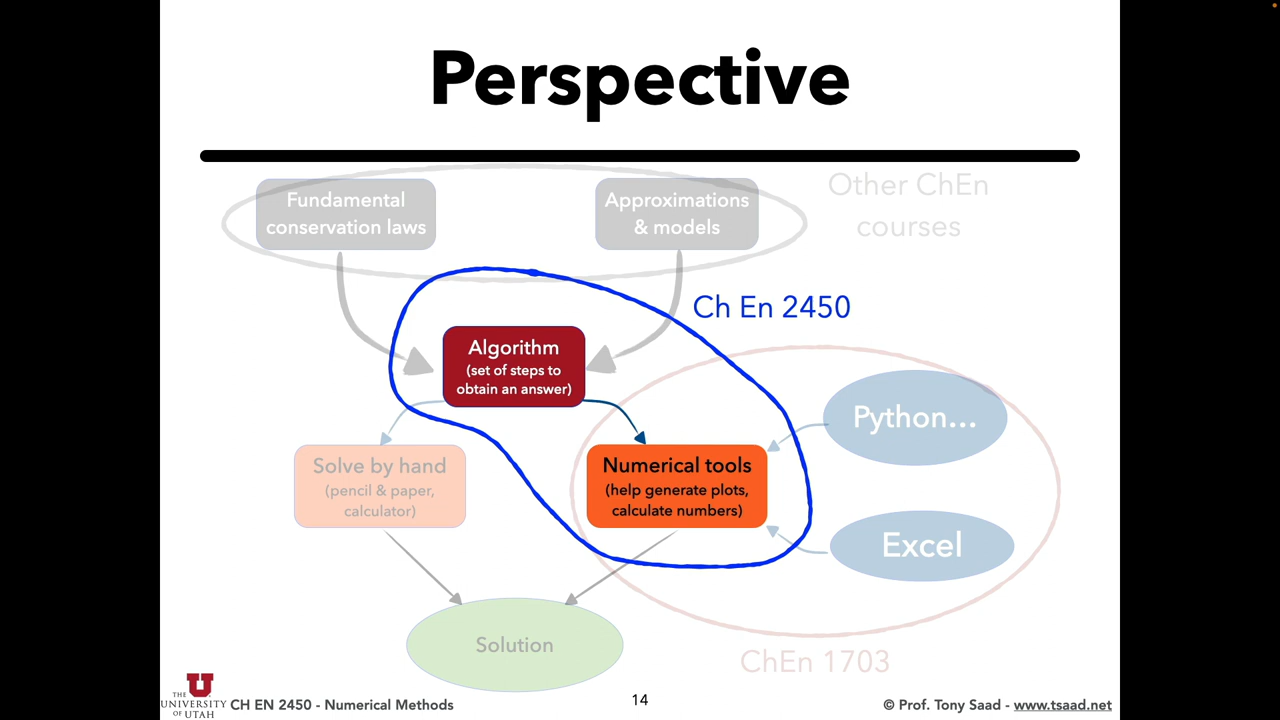 Perspective
Fundamental
conservation laws
Approximations
& models
Other ChEn
courses
Ch En 2450
Algorithm
(set of steps to
obtain an answer)
Python...
Solve by hand
(pencil & paper,
calculator)
Numerical tools
(help generate plots,
calculate numbers)
Excel
Solution
ChEn 1703
THE
UNIVERSITY
OF UTAH
CH EN 2450 - Numerical Methods
14
© Prof. Tony Saad - www.tsaad.net